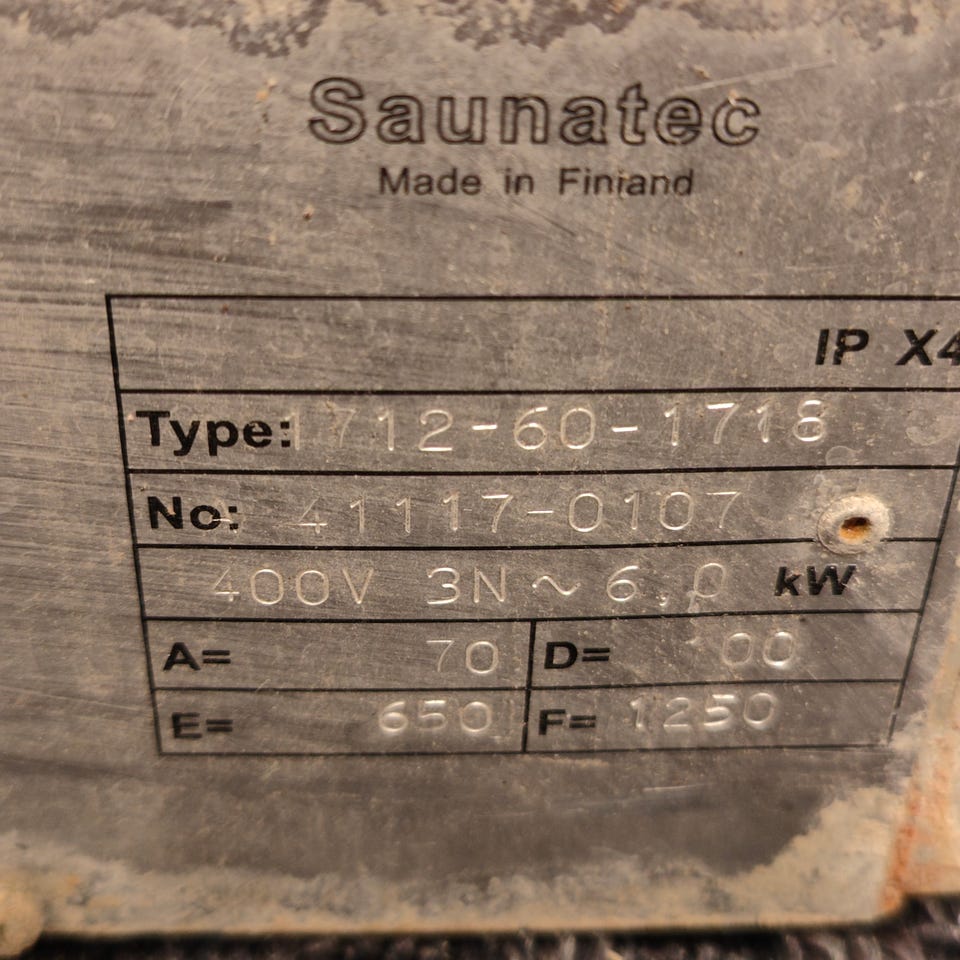 Saunatec
Made in Finland
IP X4
Type: 1712-60-1718
No: 41117-0107
400V 3N ~ 6,0 kW
A= 70 D= 00
E= 650 F= 1250